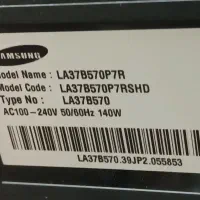 SAMSUNG
Model Name : LA37B570P7R
Model Code : LA37B570P7RSHD
Type No : LA37B570
AC100-240V 50/60Hz 140W
LA37B570.39JP2.055853